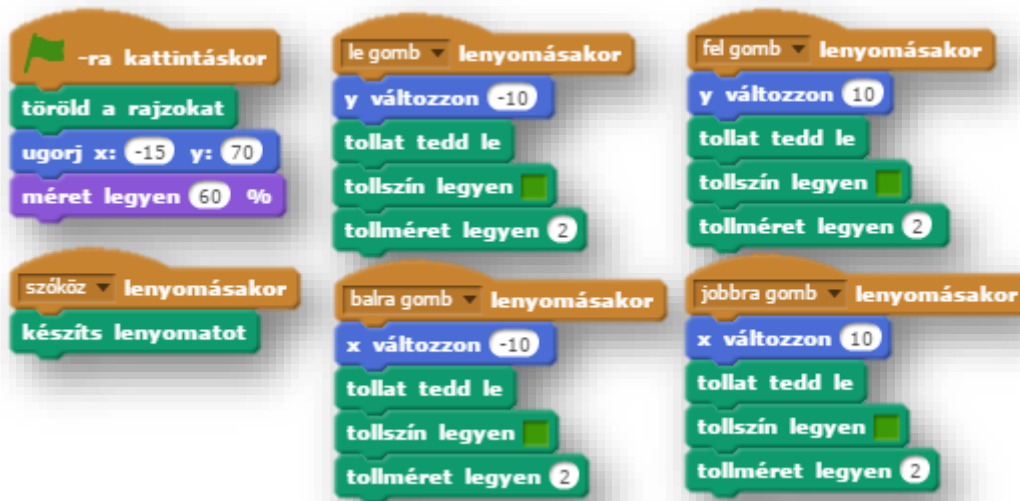 -ra kattintáskor
töröld a rajzokat
ugorj x: -15 y: 70
méret legyen 60 %
szóköz lenyomásakor
készíts lenyomatot
le gomb lenyomásakor
y változzon -10
tollat tedd le
tollszín legyen
tollméret legyen 2
balra gomb lenyomásakor
x változzon -10
tollat tedd le
tollszín legyen
tollméret legyen 2
fel gomb lenyomásakor
y változzon 10
tollat tedd le
tollszín legyen
tollméret legyen 2
jobbra gomb lenyomásakor
x változzon 10
tollat tedd le
tollszín legyen
tollméret legyen 2